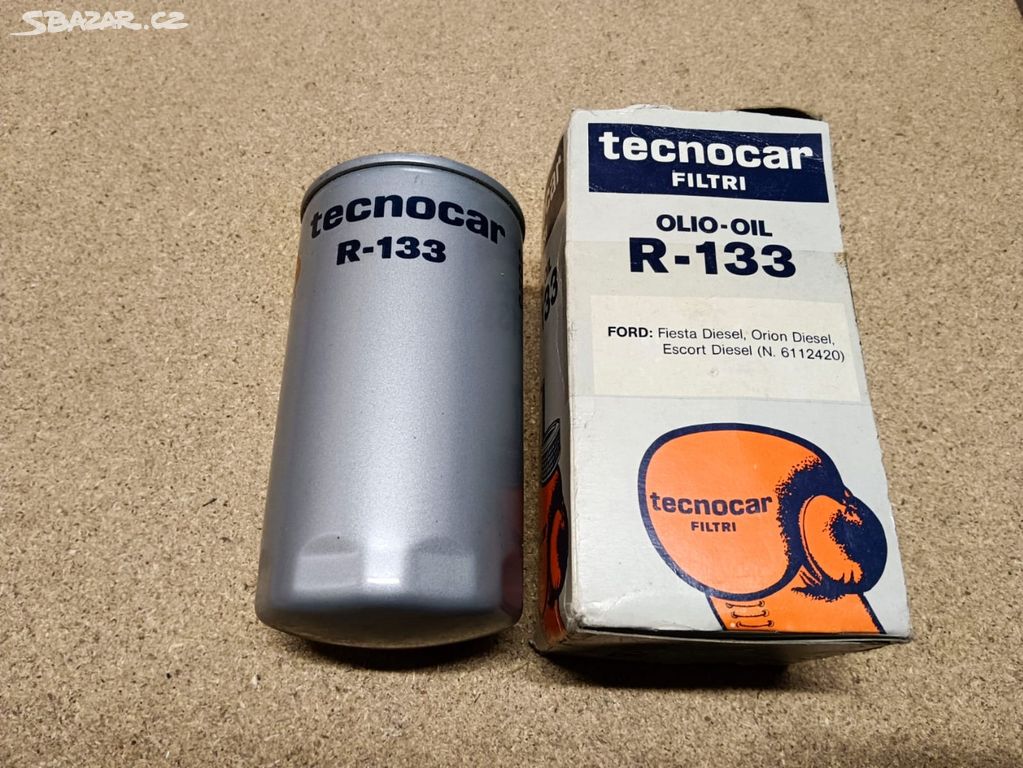 SBAZAR.CZ
tecnocar
R-133
tecnocar
FILTRI
OLIO-OIL
R-133
FORD: Fiesta Diesel, Orion Diesel,
Escort Diesel (N. 6112420)
tecnocar
FILTRI